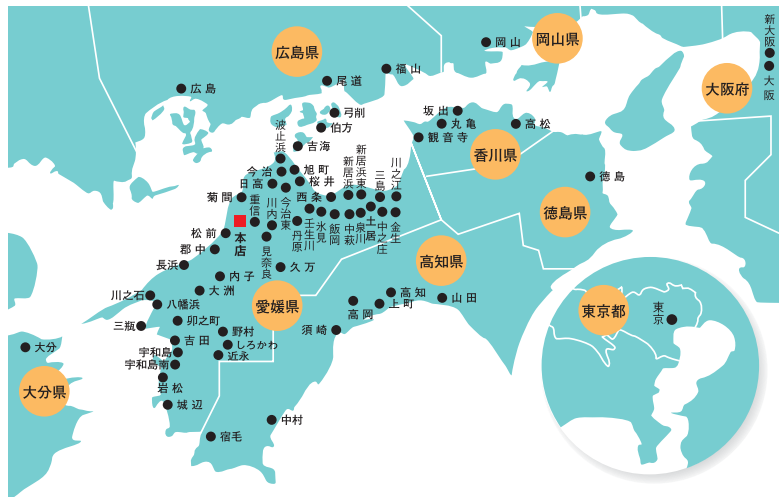 新大阪
岡山県
岡山
広島県
大阪
福山
尾道
大阪府
広島
坂出
弓削
丸亀
高松
伯方
観音寺
波止浜
吉海
香川県
新居浜東
新居浜
川之江
今治
旭町
三島
徳島
日高
桜井
菊間
重信
川内
今治東
西条
徳島県
松前
本店
丹原
壬生川
氷見
飯岡
中萩
泉川
土居
中之庄
金生
郡中
見奈良
高知県
長浜
久万
内子
川之石
大洲
愛媛県
高知
山田
東京都
東京
八幡浜
高岡
上町
三瓶
卯之町
野村
須崎
大分
吉田
しろかわ
宇和島
近永
宇和島南
大分県
岩松
城辺
中村
宿毛